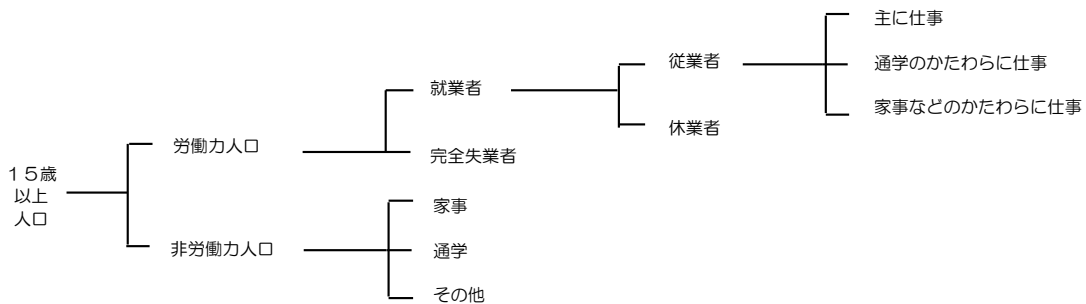 １５歳
以上
人口
労働力人口
就業者
従業者
主に仕事
通学のかたわらに仕事
家事などのかたわらに仕事
休業者
完全失業者
非労働力人口
家事
通学
その他